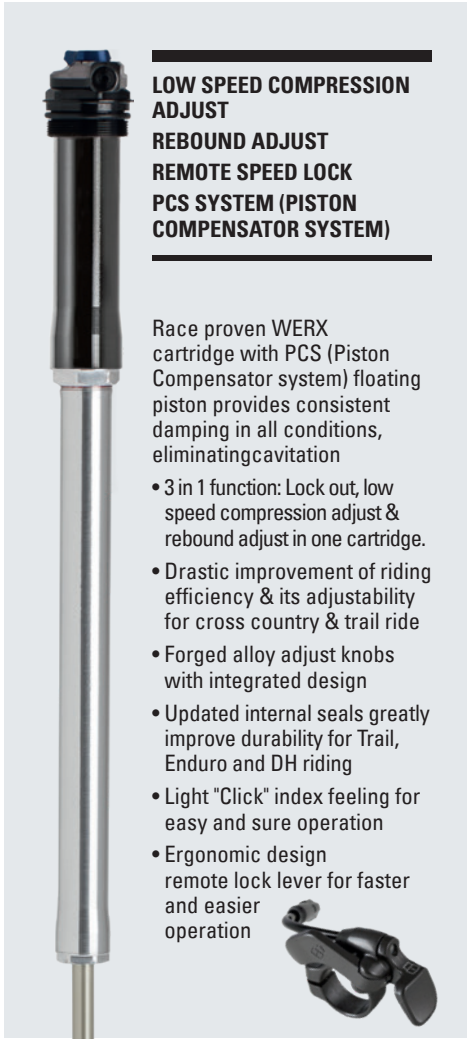 LOW SPEED COMPRESSION
ADJUST
REBOUND ADJUST
REMOTE SPEED LOCK
PCS SYSTEM (PISTON
COMPENSATOR SYSTEM)
Race proven WERX
cartridge with PCS (Piston
Compensator system) floating
piston provides consistent
damping in all conditions,
eliminatingcavitation
• 3 in 1 function: Lock out, low
speed compression adjust &
rebound adjust in one cartridge.
• Drastic improvement of riding
efficiency & its adjustability
for cross country & trail ride
• Forged alloy adjust knobs
with integrated design
• Updated internal seals greatly
improve durability for Trail,
Enduro and DH riding
• Light "Click" index feeling for
easy and sure operation
• Ergonomic design
remote lock lever for faster
and easier
operation